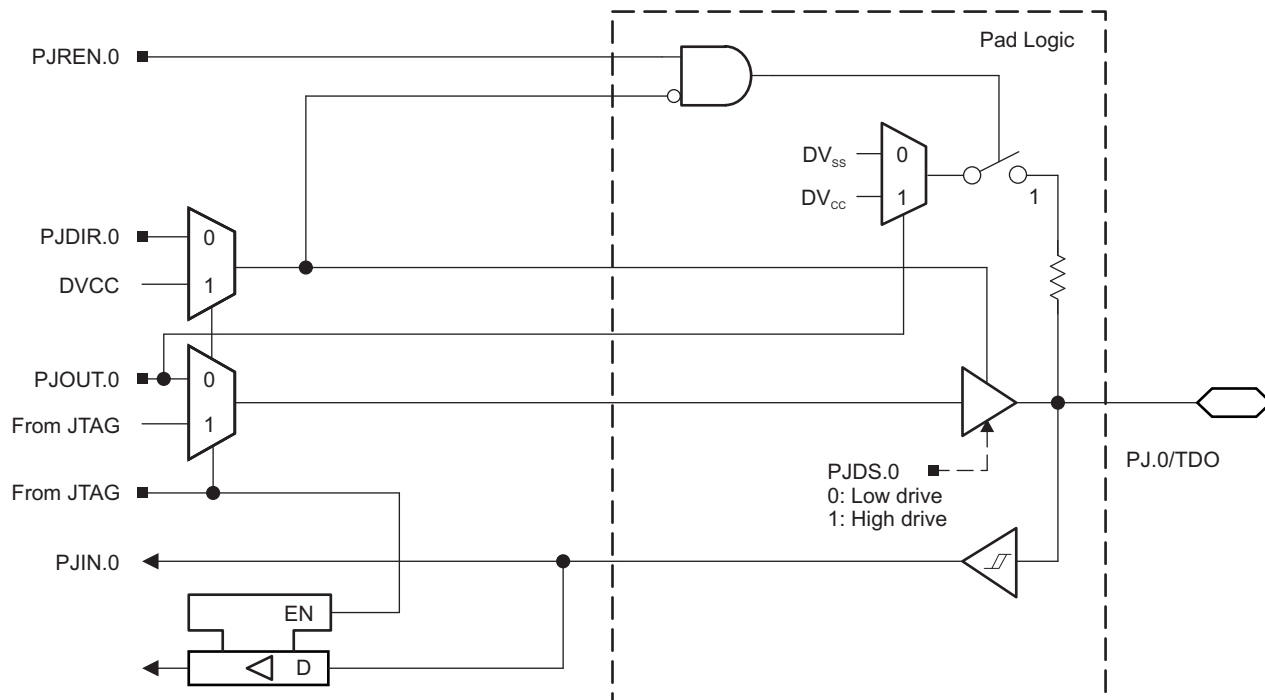 Pad Logic
PJREN.0
DVSS
0
DVCC
1
1
PJDIR.0
0
DVCC
1
PJOUT.0
0
From JTAG
1
PJDS.0
0: Low drive
1: High drive
PJ.0/TDO
From JTAG
PJIN.0
EN
D